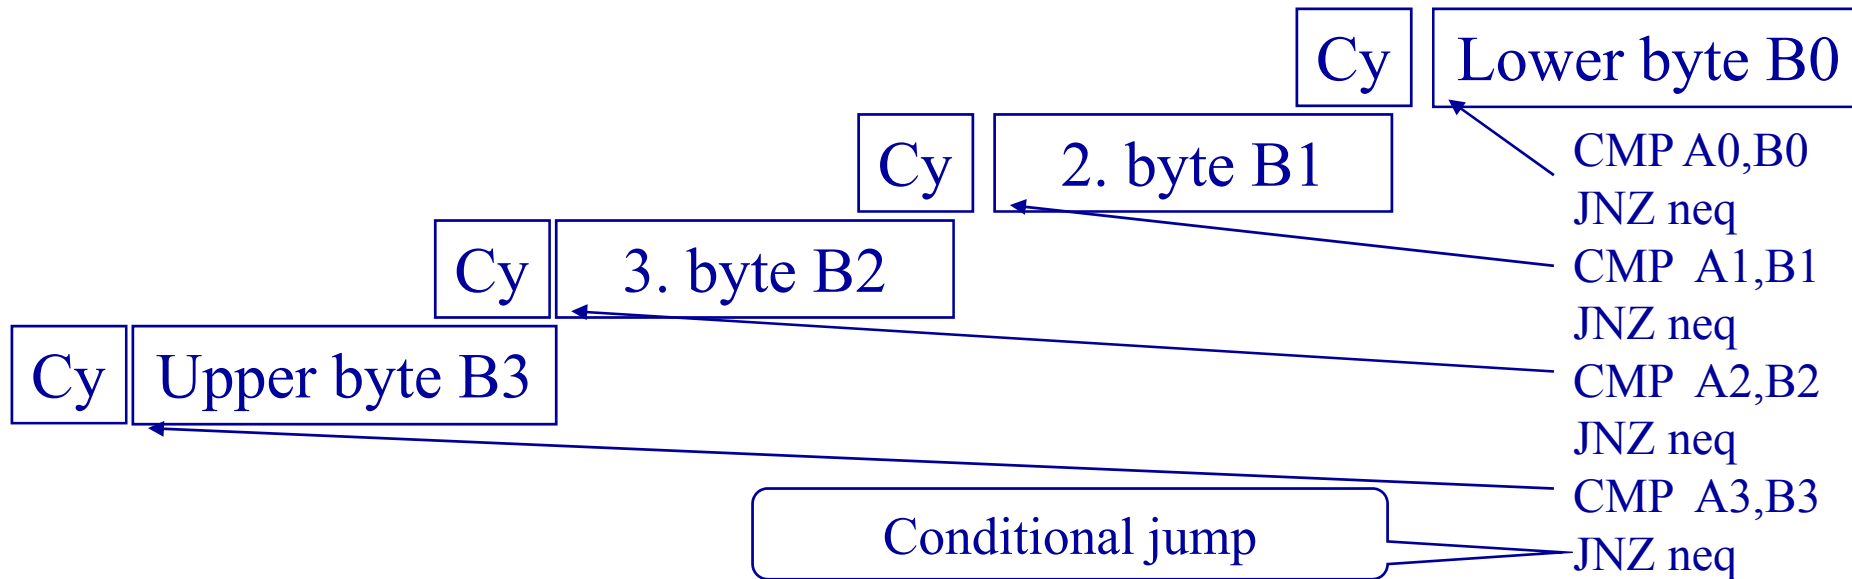 Cy Lower byte B0
Cy 2. byte B1
Cy 3. byte B2
Cy Upper byte B3
CMP A0,B0
JNZ neq
CMP A1,B1
JNZ neq
CMP A2,B2
JNZ neq
CMP A3,B3
JNZ neq
Conditional jump